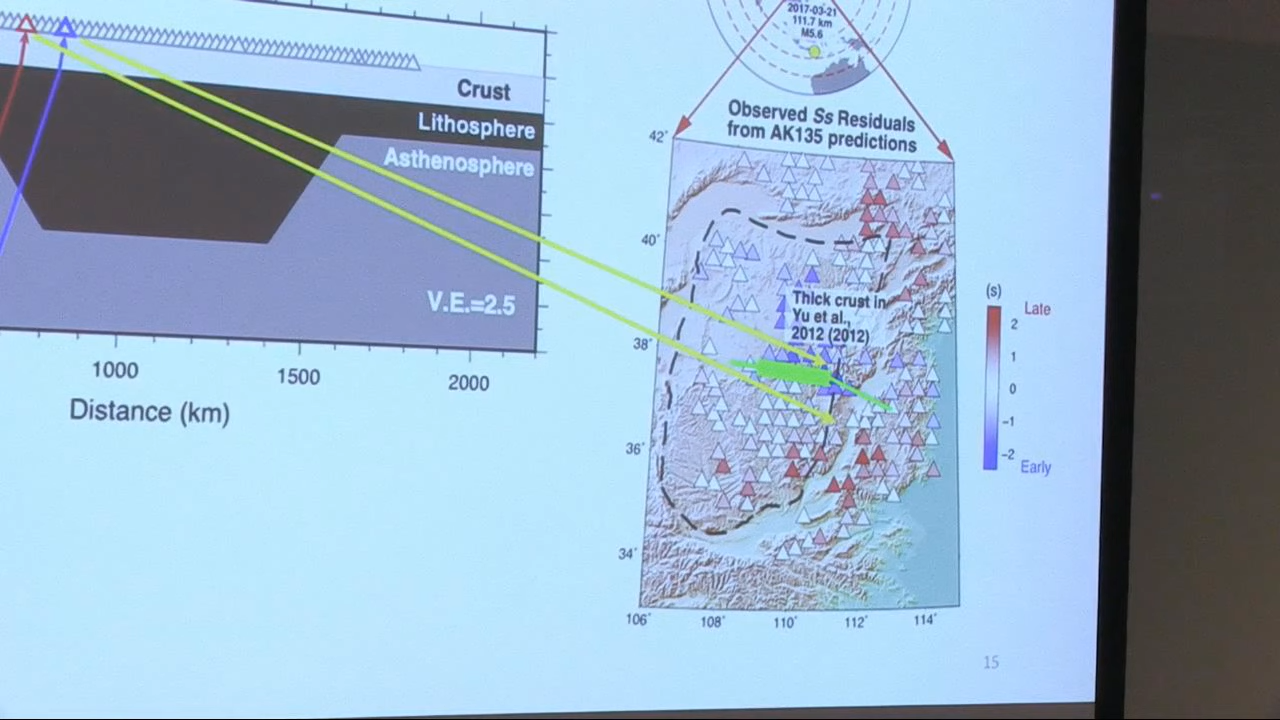 2017-03-21
111.7 km
M5.6
Observed Ss Residuals
from AK135 predictions
Crust
Lithosphere
Asthenosphere
V.E.=2.5
1000
1500
2000
Distance (km)
42°
40°
38°
36°
34°
106°
108°
110°
112°
114°
Thick crust in
Yu et al.,
2012 (2012)
(s)
Late
2
1
0
-1
-2
Early
15